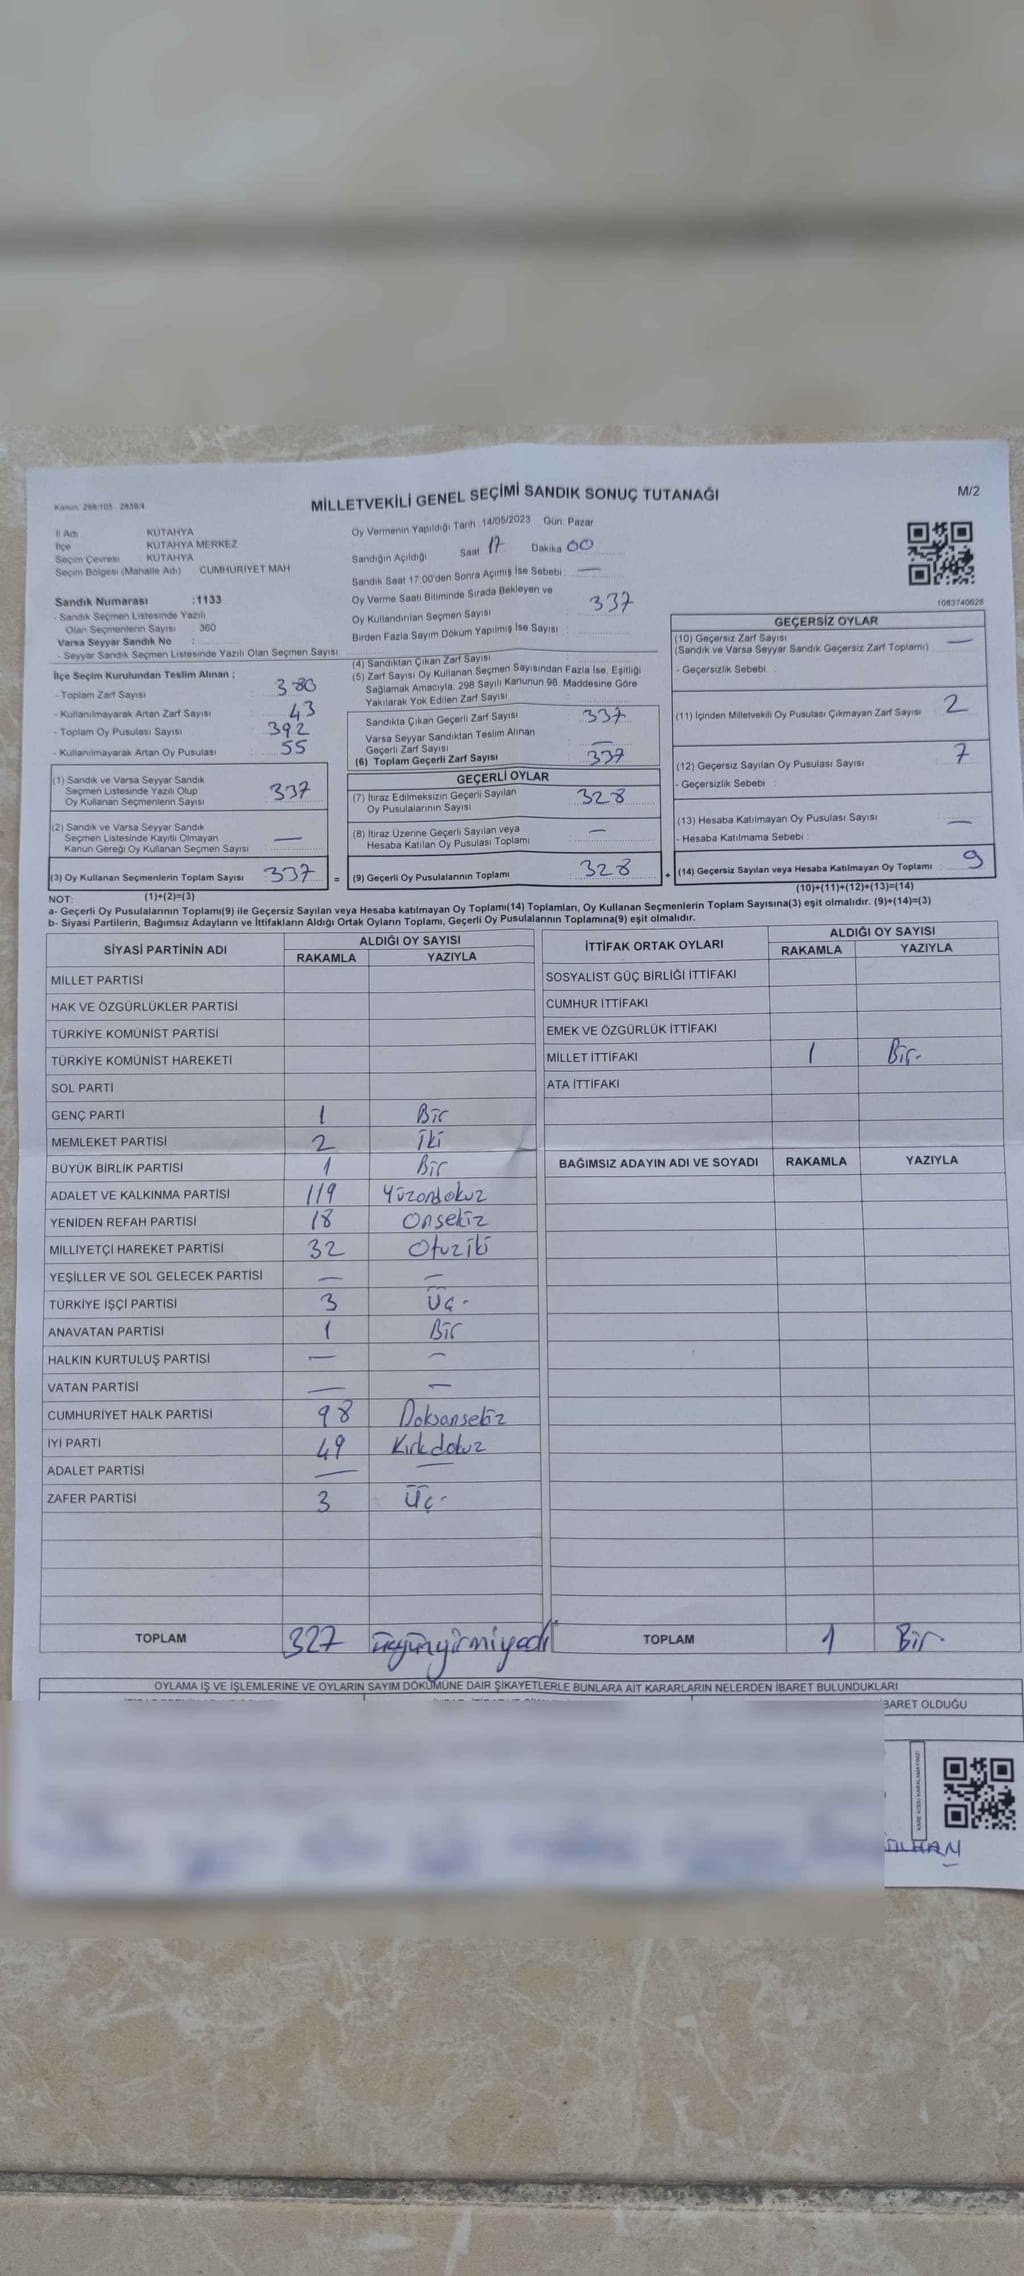 Kanun: 298/103 2839/4
MİLLETVEKİLİ GENEL SEÇİMİ SANDIK SONUÇ TUTANAĞI
M/2
İl Adı KÜTAHYA
İlçe KÜTAHYA MERKEZ
Seçim Çevresi KÜTAHYA
Seçim Bölgesi (Mahalle Adı) CUMHURİYET MAH
Sandık Numarası :1133
- Sandık Seçmen Listesinde Yazılı
Olan Seçmenlerin Sayısı : 360
Varsa Seyyar Sandık No :
- Seyyar Sandık Seçmen Listesinde Yazılı Olan Seçmen Sayısı
Oy Vermenin Yapıldığı Tarih 14/05/2023 Gün: Pazar
Sandığın Açıldığı Saat 17 Dakika 00
Sandık Saat 17:00'den Sonra Açılmış İse Sebebi : —
Oy Verme Saati Bitiminde Sırada Bekleyen ve
Oy Kullandırılan Seçmen Sayısı : 337
Birden Fazla Sayım Döküm Yapılmış İse Sayısı :
1083740628
İlçe Seçim Kurulundan Teslim Alınan ;
- Toplam Zarf Sayısı 380
- Kullanılmayarak Artan Zarf Sayısı 43
- Toplam Oy Pusulası Sayısı 392
- Kullanılmayarak Artan Oy Pusulası 55
(1) Sandık ve Varsa Seyyar Sandık
Seçmen Listesinde Yazılı Olup
Oy Kullanan Seçmenlerin Sayısı 337
(2) Sandık ve Varsa Seyyar Sandık
Seçmen Listesinde Kayıtlı Olmayan
Kanun Gereği Oy Kullanan Seçmen Sayısı —
(3) Oy Kullanan Seçmenlerin Toplam Sayısı 337 =
(1)+(2)=(3)
(4) Sandıktan Çıkan Zarf Sayısı
(5) Zarf Sayısı Oy Kullanan Seçmen Sayısından Fazla İse, Eşitliği
Sağlamak Amacıyla, 298 Sayılı Kanunun 98. Maddesine Göre
Yakılarak Yok Edilen Zarf Sayısı :
Sandıkta Çıkan Geçerli Zarf Sayısı 337
Varsa Seyyar Sandıktan Teslim Alınan
Geçerli Zarf Sayısı —
(6) Toplam Geçerli Zarf Sayısı 337
GEÇERLİ OYLAR
(7) İtiraz Edilmeksizin Geçerli Sayılan
Oy Pusulalarının Sayısı 328
(8) İtiraz Üzerine Geçerli Sayılan veya
Hesaba Katılan Oy Pusulası Toplamı —
(9) Geçerli Oy Pusulalarının Toplamı 328 +
GEÇERSİZ OYLAR
(10) Geçersiz Zarf Sayısı —
(Sandık ve Varsa Seyyar Sandık Geçersiz Zarf Toplamı)
- Geçersizlik Sebebi :
(11) İçinden Milletvekili Oy Pusulası Çıkmayan Zarf Sayısı 2
(12) Geçersiz Sayılan Oy Pusulası Sayısı 7
- Geçersizlik Sebebi :
(13) Hesaba Katılmayan Oy Pusulası Sayısı —
- Hesaba Katılmama Sebebi :
(14) Geçersiz Sayılan veya Hesaba Katılmayan Oy Toplamı : 9
(10)+(11)+(12)+(13)=(14)
NOT:
a- Geçerli Oy Pusulalarının Toplamı(9) ile Geçersiz Sayılan veya Hesaba katılmayan Oy Toplamı(14) Toplamları, Oy Kullanan Seçmenlerin Toplam Sayısına(3) eşit olmalıdır. (9)+(14)=(3)
b- Siyasi Partilerin, Bağımsız Adayların ve İttifakların Aldığı Ortak Oyların Toplamı, Geçerli Oy Pusulalarının Toplamına(9) eşit olmalıdır.
SİYASİ PARTİNİN ADI ALDIĞI OY SAYISI
RAKAMLA YAZIYLA
MİLLET PARTİSİ
HAK VE ÖZGÜRLÜKLER PARTİSİ
TÜRKİYE KOMÜNİST PARTİSİ
TÜRKİYE KOMÜNİST HAREKETİ
SOL PARTİ
GENÇ PARTİ 1 Bir
MEMLEKET PARTİSİ 2 İki
BÜYÜK BİRLİK PARTİSİ 1 Bir
ADALET VE KALKINMA PARTİSİ 119 Yüzondokuz
YENİDEN REFAH PARTİSİ 18 Onsekiz
MİLLİYETÇİ HAREKET PARTİSİ 32 Otuziki
YEŞİLLER VE SOL GELECEK PARTİSİ — —
TÜRKİYE İŞÇİ PARTİSİ 3 Üç-
ANAVATAN PARTİSİ 1 Bir
HALKIN KURTULUŞ PARTİSİ — —
VATAN PARTİSİ — —
CUMHURİYET HALK PARTİSİ 98 Doksansekiz
İYİ PARTİ 49 Kırkdokuz
ADALET PARTİSİ — —
ZAFER PARTİSİ 3 Üç-
TOPLAM 327 üçyüzyirmiyedi
İTTİFAK ORTAK OYLARI ALDIĞI OY SAYISI
RAKAMLA YAZIYLA
SOSYALİST GÜÇ BİRLİĞİ İTTİFAKI
CUMHUR İTTİFAKI
EMEK VE ÖZGÜRLÜK İTTİFAKI
MİLLET İTTİFAKI 1 Bir-
ATA İTTİFAKI
BAĞIMSIZ ADAYIN ADI VE SOYADI RAKAMLA YAZIYLA
TOPLAM 1 Bir
OYLAMA İŞ VE İŞLEMLERİNE VE OYLARIN SAYIM DÖKÜMÜNE DAİR ŞİKAYETLERLE BUNLARA AİT KARARLARIN NELERDEN İBARET BULUNDUKLARI
BARET OLDUĞU